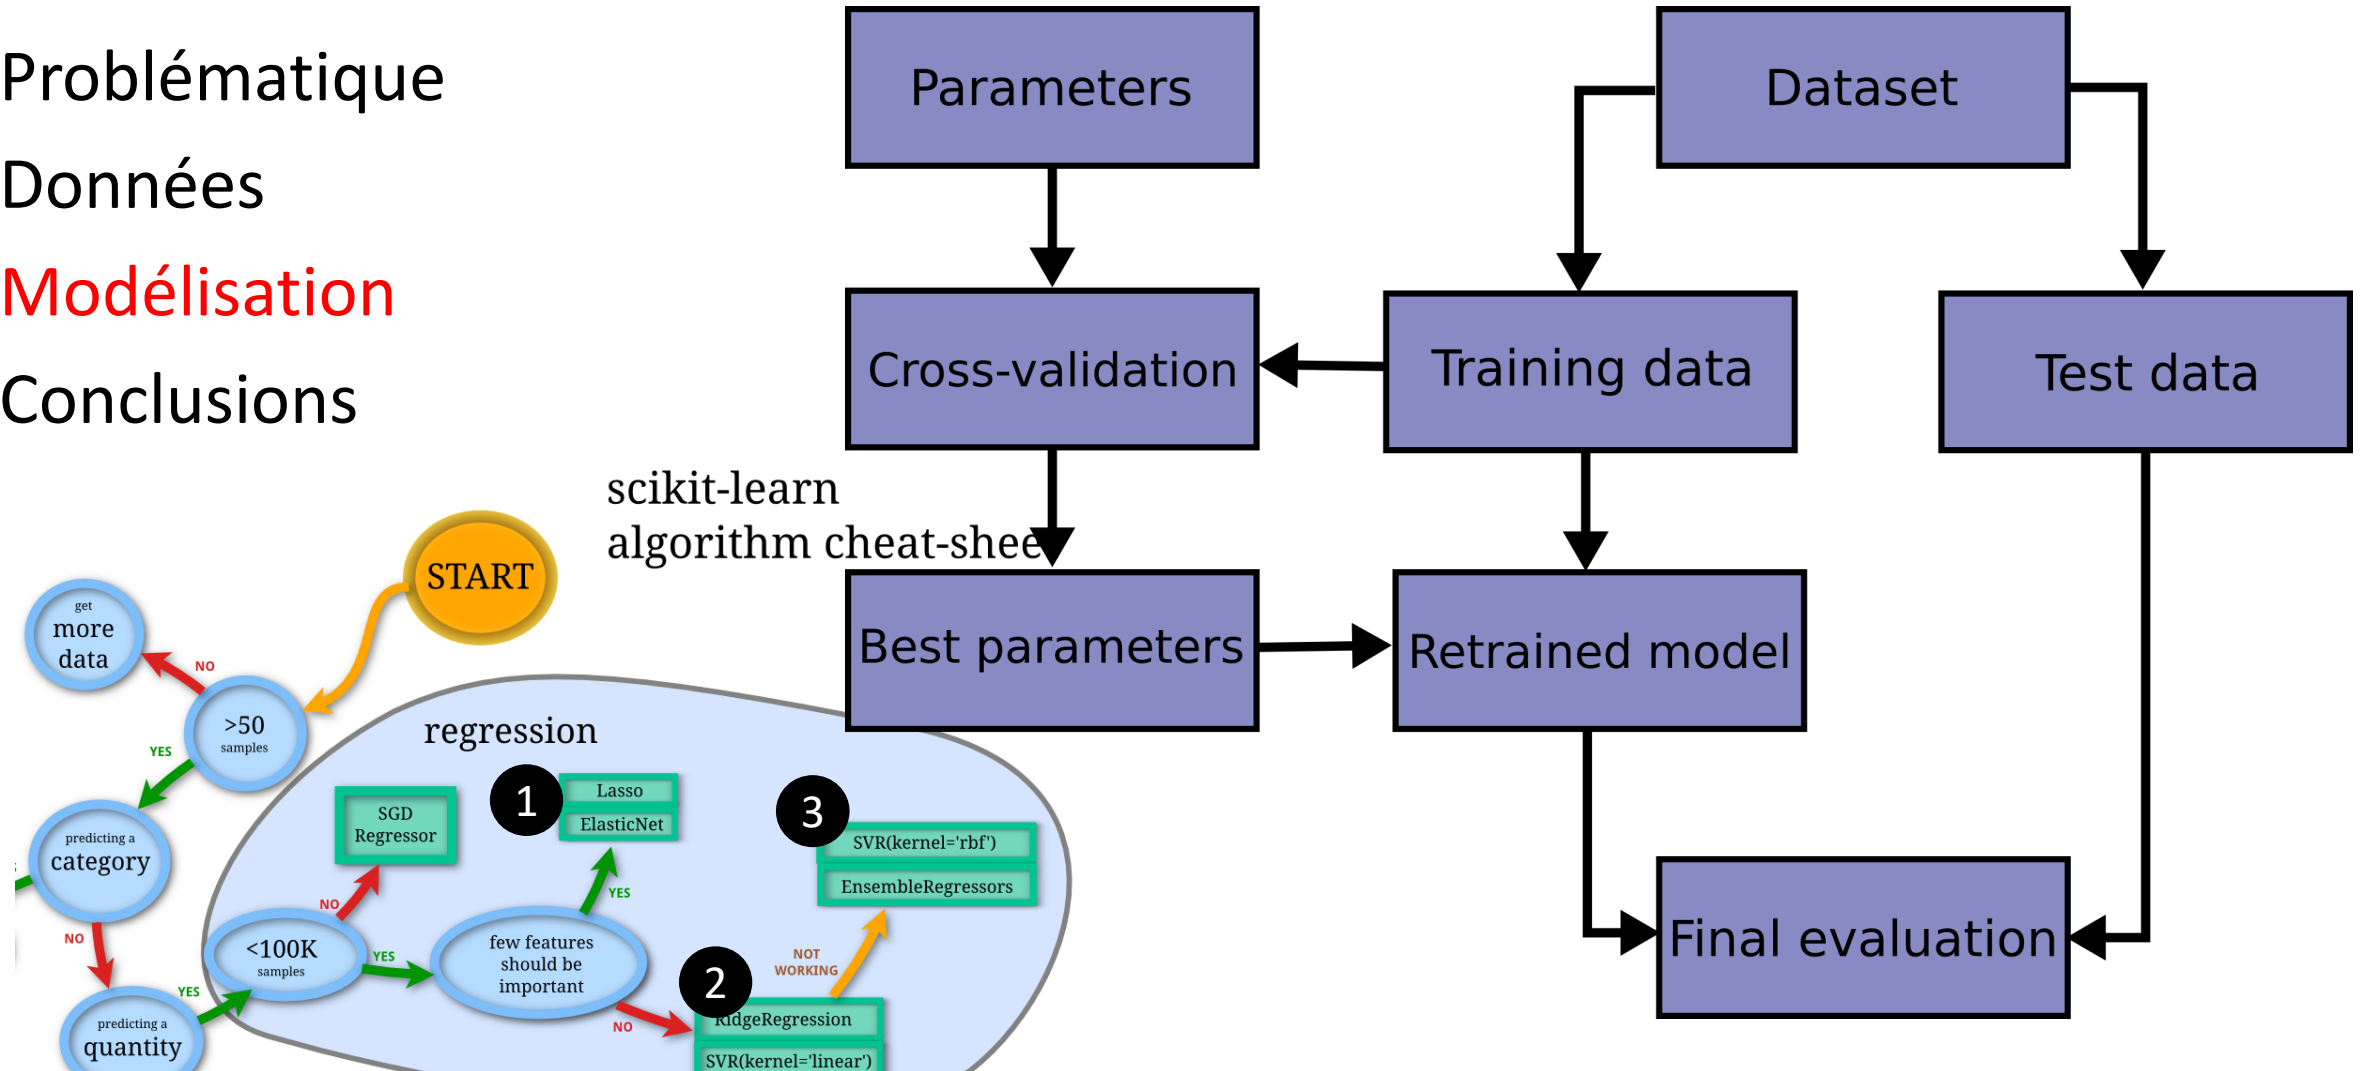 Problématique
Données
Modélisation
Conclusions
Parameters
Dataset
Cross-validation
Training data
Test data
Best parameters
Retrained model
Final evaluation
scikit-learn
algorithm cheat-shee
START
get
more
data
NO
>50
samples
YES
predicting a
category
NO
predicting a
quantity
YES
regression
SGD
Regressor
NO
<100K
samples
YES
few features
should be
important
YES
1
Lasso
ElasticNet
NO
2
RidgeRegression
SVR(kernel='linear')
NOT
WORKING
3
SVR(kernel='rbf')
EnsembleRegressors